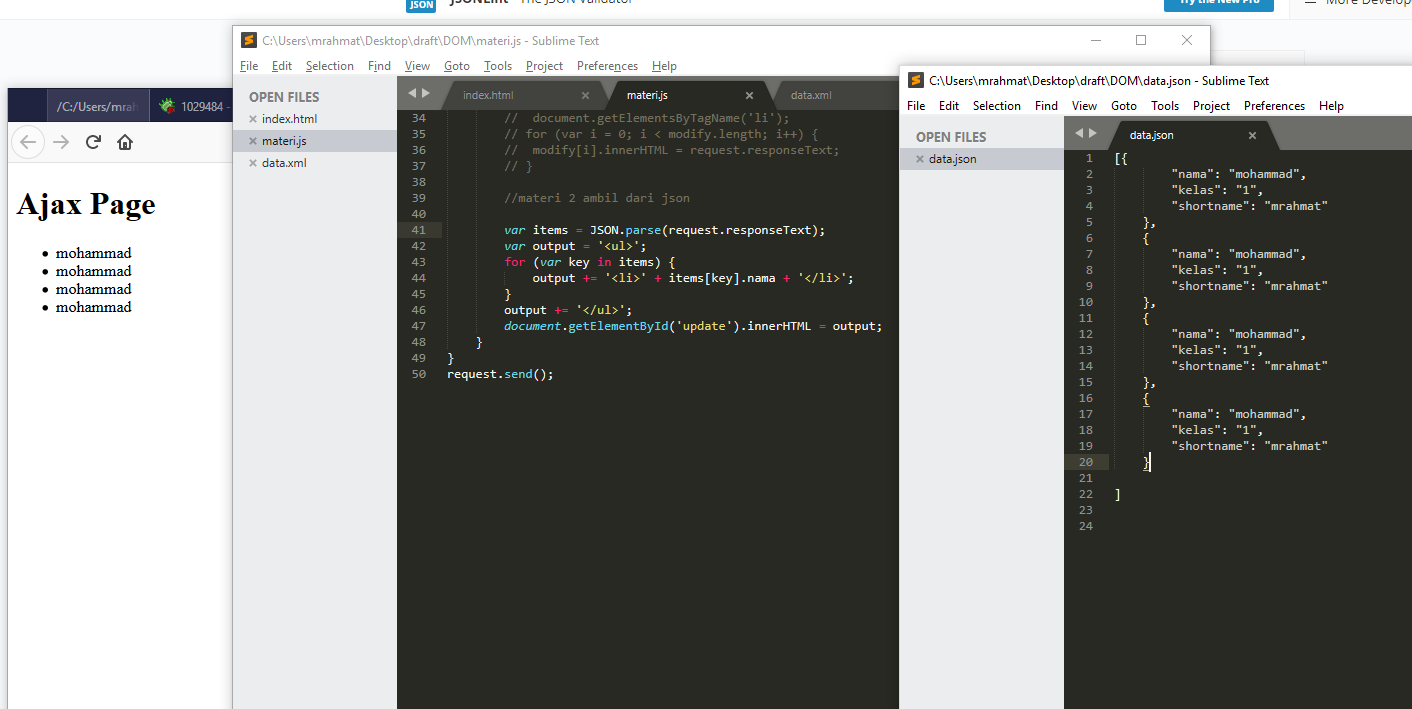 JSON JSONLint - The JSON Validator
Try the New Pro
More Develop
/C:/Users/mrah
1029484 -
Ajax Page
mohammad
mohammad
mohammad
mohammad
C:\Users\mrahmat\Desktop\draft\DOM\materi.js - Sublime Text
File Edit Selection Find View Goto Tools Project Preferences Help
OPEN FILES
index.html
materi.js
data.xml
index.html
materi.js
data.xml
34 // document.getElementsByTagName('li');
35 // for (var i = 0; i < modify.length; i++) {
36 // modify[i].innerHTML = request.responseText;
37 // }
38
39 //materi 2 ambil dari json
40
41 var items = JSON.parse(request.responseText);
42 var output = '<ul>';
43 for (var key in items) {
44 output += '<li>' + items[key].nama + '</li>';
45 }
46 output += '</ul>';
47 document.getElementById('update').innerHTML = output;
48 }
49 }
50 request.send();
C:\Users\mrahmat\Desktop\draft\DOM\data.json - Sublime Text
File Edit Selection Find View Goto Tools Project Preferences Help
OPEN FILES
data.json
data.json
1 [{
2 "nama": "mohammad",
3 "kelas": "1",
4 "shortname": "mrahmat"
5 },
6 {
7 "nama": "mohammad",
8 "kelas": "1",
9 "shortname": "mrahmat"
10 },
11 {
12 "nama": "mohammad",
13 "kelas": "1",
14 "shortname": "mrahmat"
15 },
16 {
17 "nama": "mohammad",
18 "kelas": "1",
19 "shortname": "mrahmat"
20 }
21
22 ]
23
24